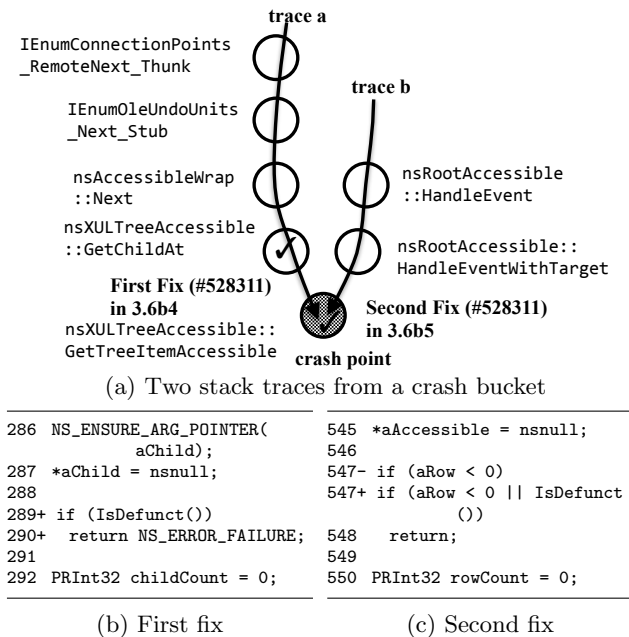 trace a
IEnumConnectionPoints
_RemoteNext_Thunk
trace b
IEnumOleUndoUnits
_Next_Stub
nsAccessibleWrap
::Next
nsRootAccessible
::HandleEvent
nsXULTreeAccessible
::GetChildAt
nsRootAccessible::
HandleEventWithTarget
First Fix (#528311)
in 3.6b4
Second Fix (#528311)
in 3.6b5
nsXULTreeAccessible::
GetTreeItemAccessible
crash point
(a) Two stack traces from a crash bucket
286 NS_ENSURE_ARG_POINTER(
aChild);
287 *aChild = nsnull;
288
289+ if (IsDefunct())
290+ return NS_ERROR_FAILURE;
291
292 PRInt32 childCount = 0;
(b) First fix
545 *aAccessible = nsnull;
546
547- if (aRow < 0)
547+ if (aRow < 0 || IsDefunct
())
548 return;
549
550 PRInt32 rowCount = 0;
(c) Second fix